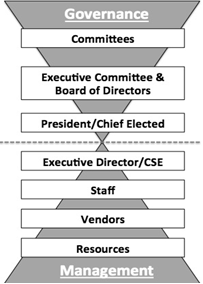 Governance
Committees
Executive Committee &
Board of Directors
President/Chief Elected
Executive Director/CSE
Staff
Vendors
Resources
Management